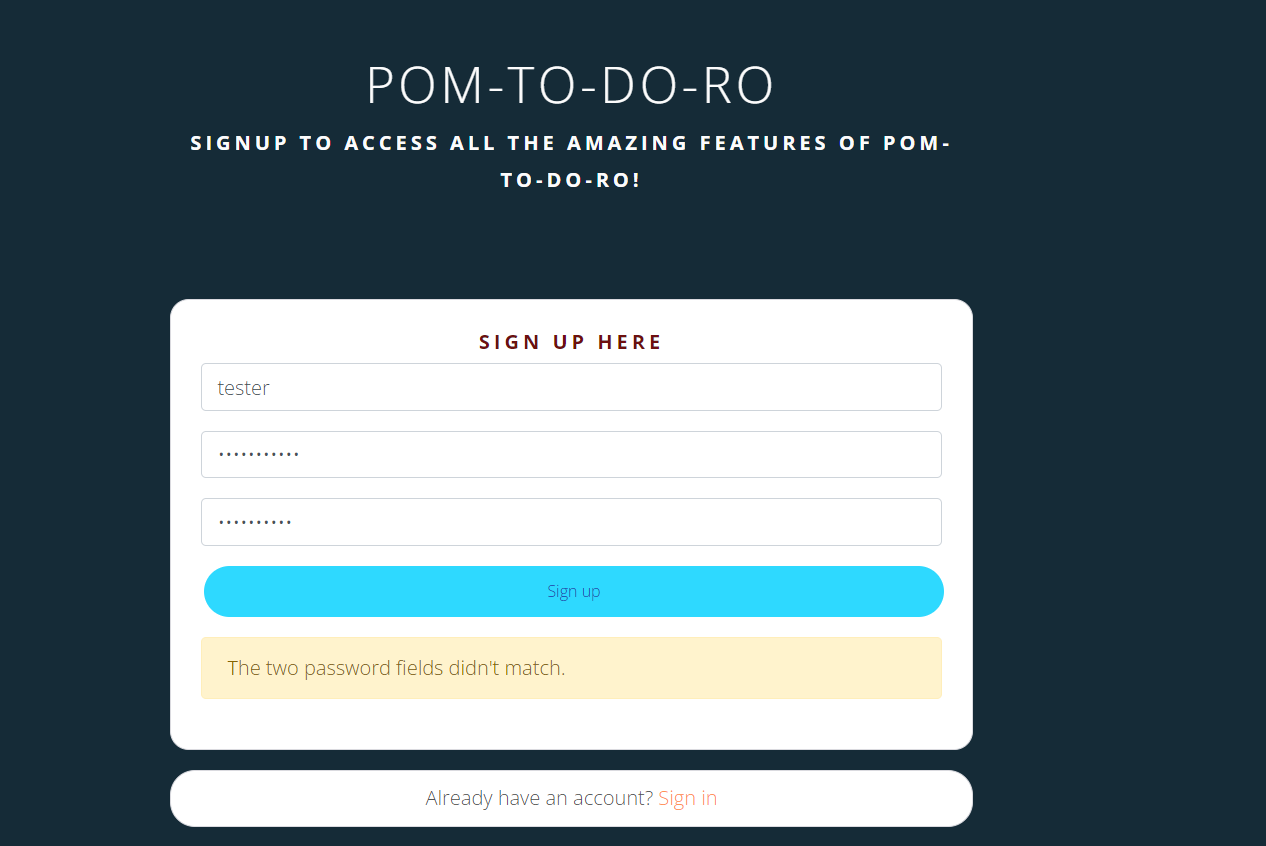 POM-TO-DO-RO
SIGNUP TO ACCESS ALL THE AMAZING FEATURES OF POM-
TO-DO-RO!
SIGN UP HERE
tester
•••••••••••
••••••••••
Sign up
The two password fields didn't match.
Already have an account? Sign in